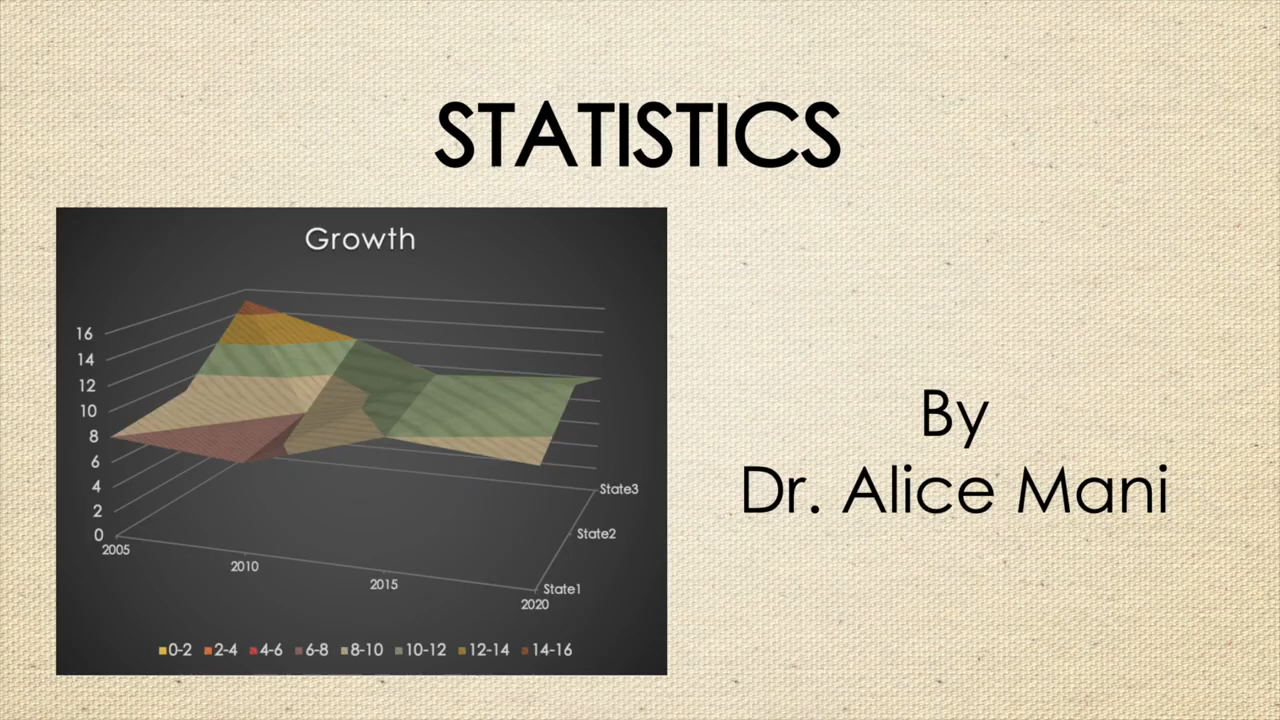 STATISTICS
Growth
16
14
12
10
8
6
4
2
0
2005
2010
2015
2020
State1
State2
State3
0-2 2-4 4-6 6-8 8-10 10-12 12-14 14-16
By
Dr. Alice Mani